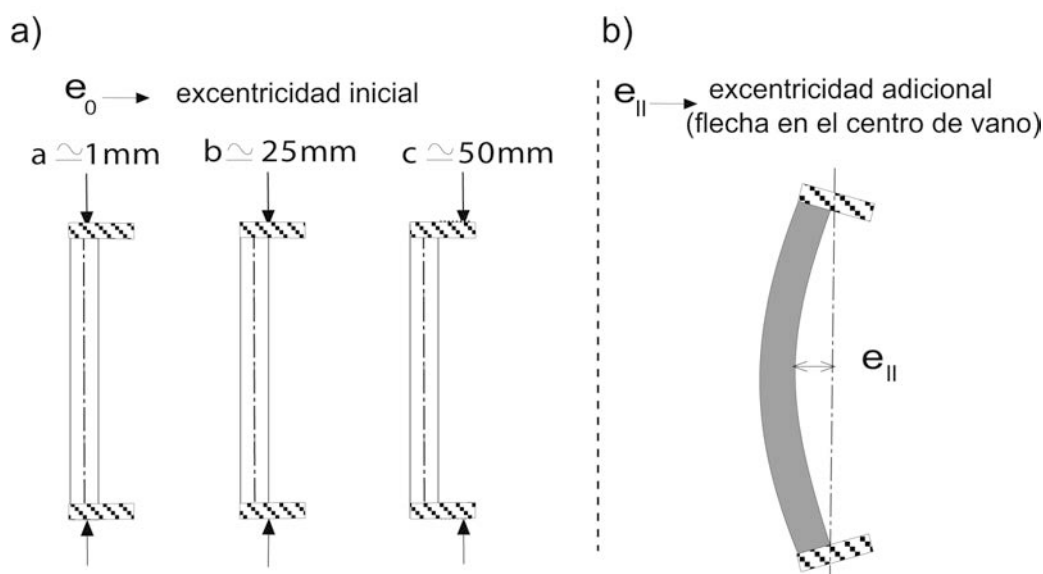 a)
e0 → excentricidad inicial
a ≃1mm
b ≃ 25mm
c ≃50mm
b)
eII → excentricidad adicional
(flecha en el centro de vano)
eII